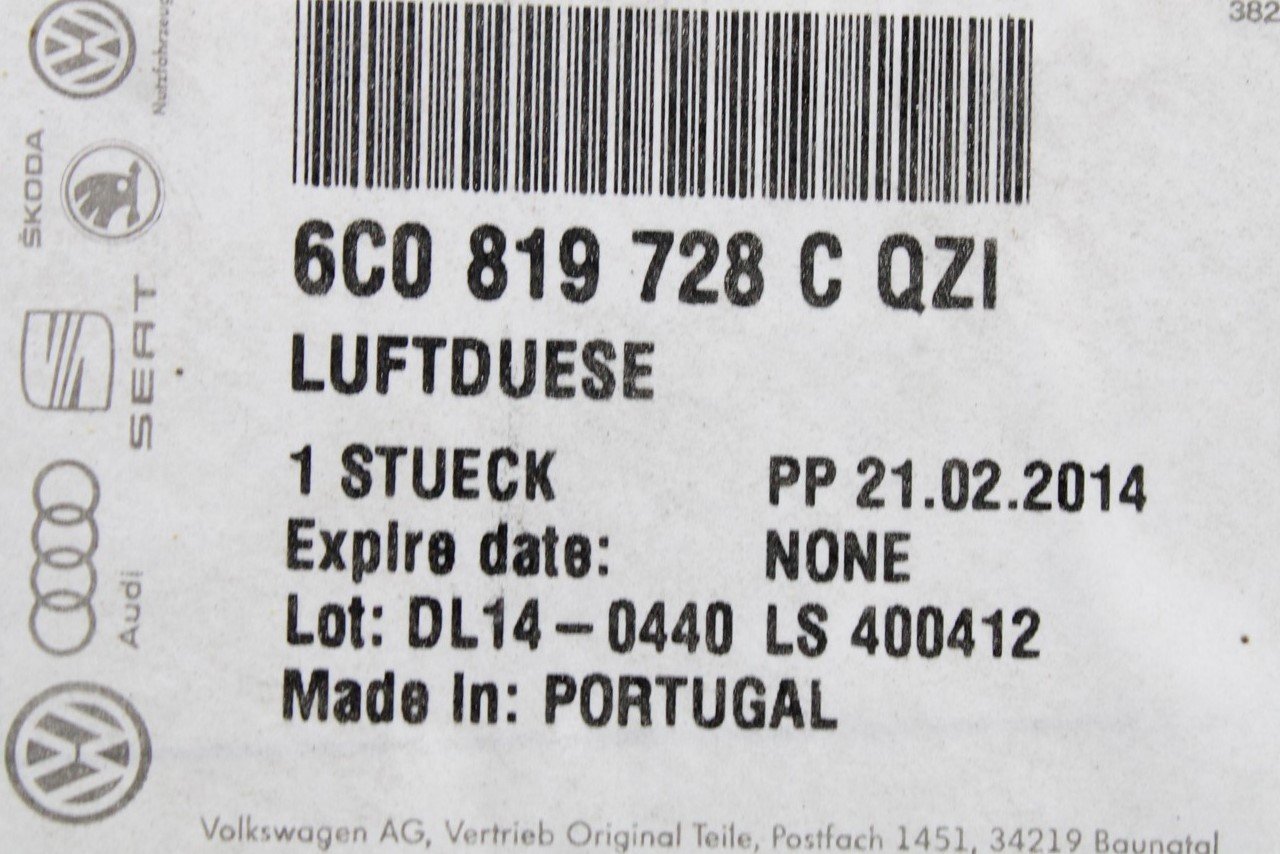 382
6C0 819 728 C QZI
LUFTDUESE
1 STUECK PP 21.02.2014
Expire date: NONE
Lot: DL14-0440 LS 400412
Made In: PORTUGAL
Volkswagen AG, Vertrieb Original Teile, Postfach 1451, 34219 Baunatal
Nutzfahrzeug
ŠKODA
SEAT
Audi